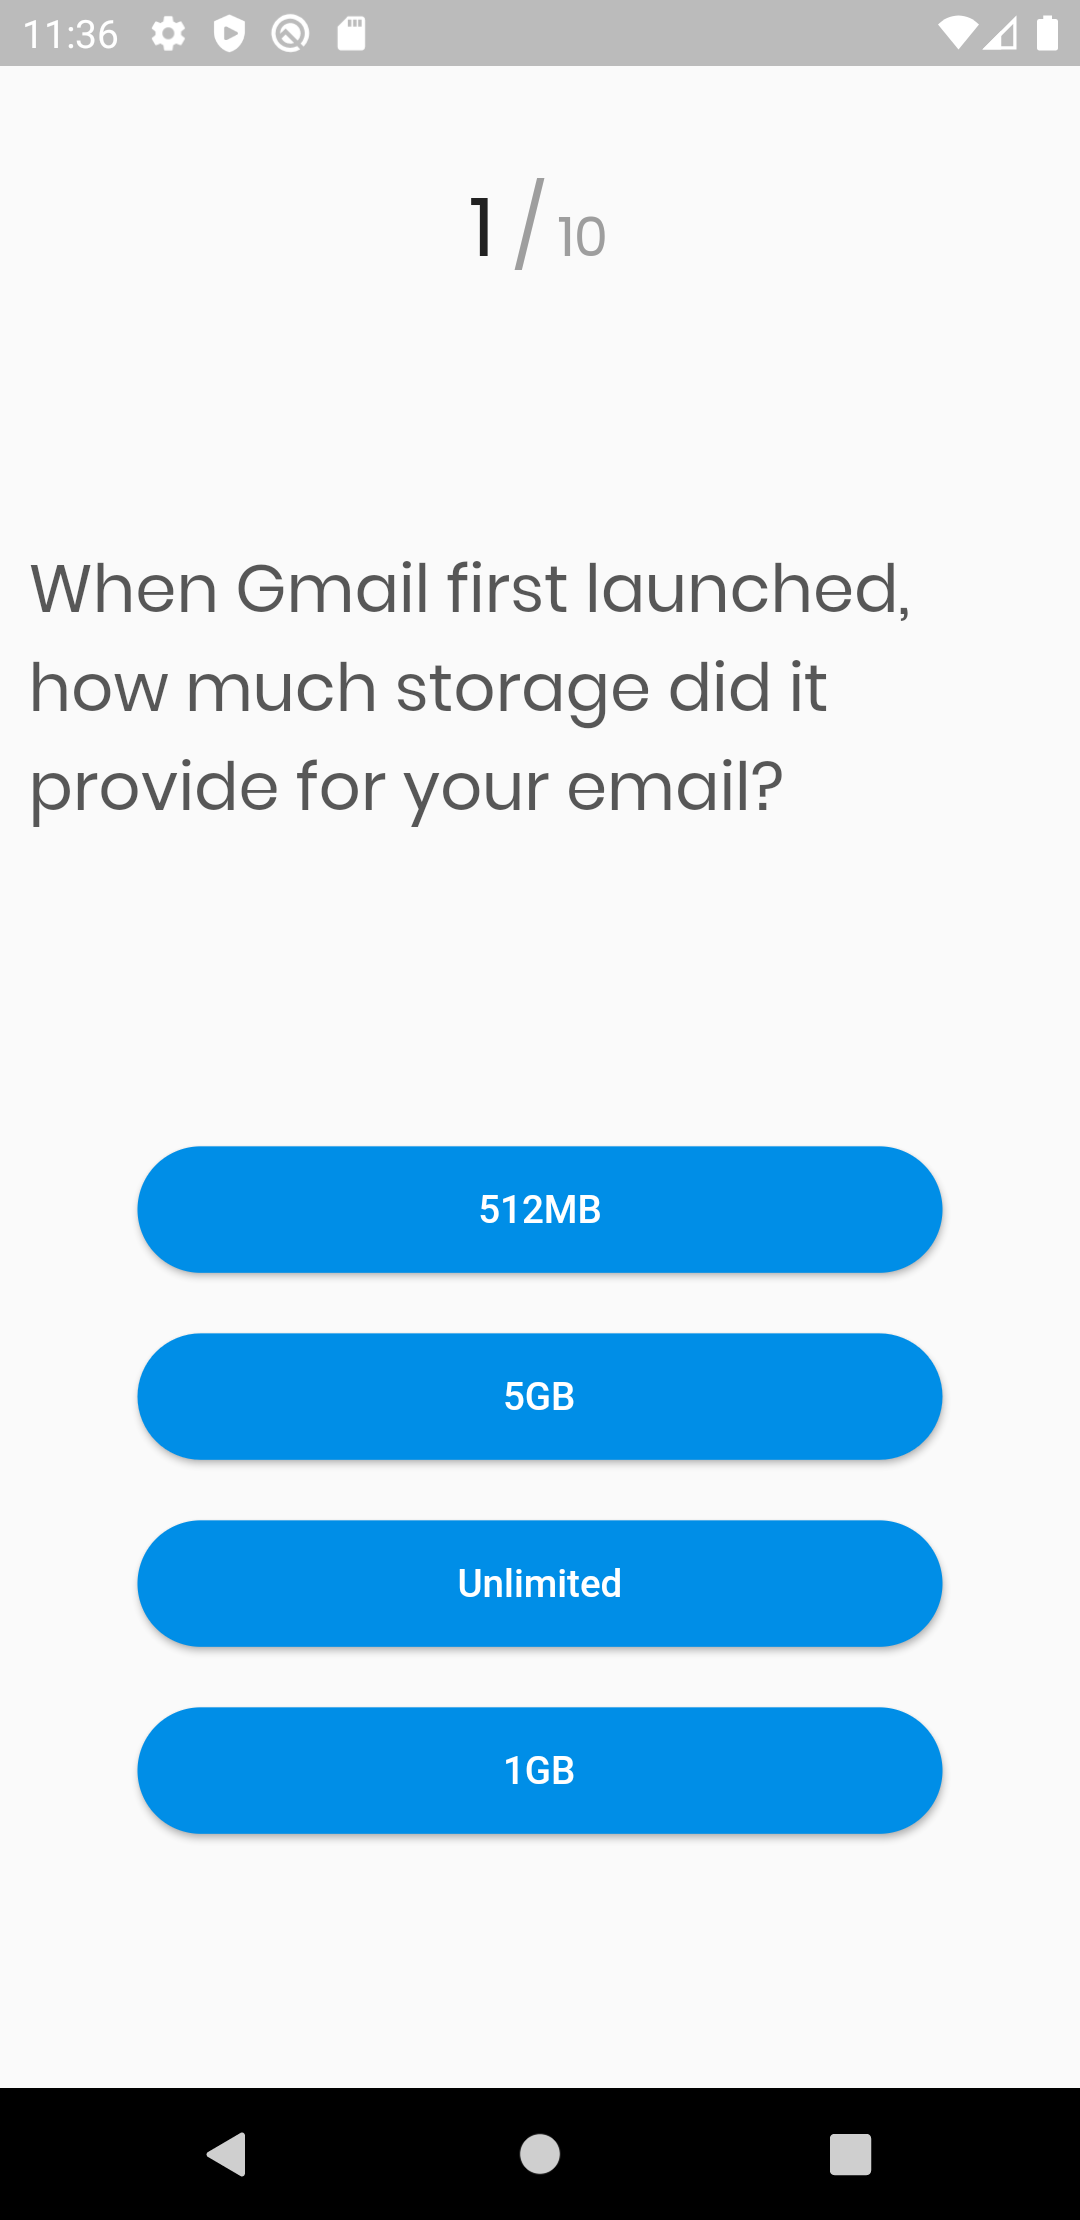 11:36
1 / 10
When Gmail first launched,
how much storage did it
provide for your email?
512MB
5GB
Unlimited
1GB